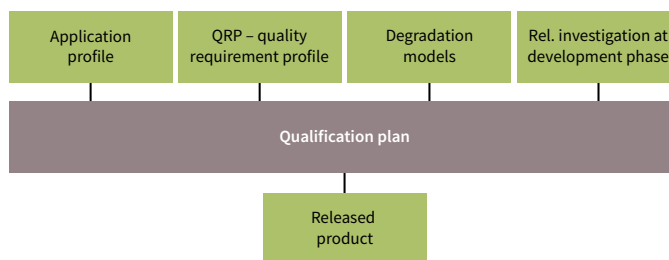 Application
profile
QRP – quality
requirement profile
Degradation
models
Rel. investigation at
development phase
Qualification plan
Released
product